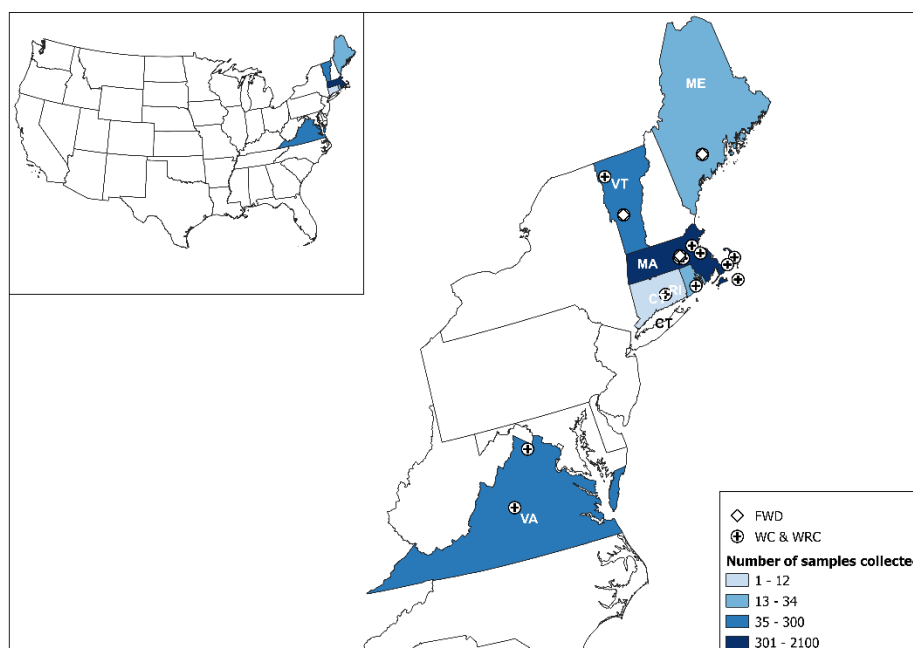 ME
VT
MA
RI
CT
CT
VA
FWD
WC & WRC
Number of samples collected
1 - 12
13 - 34
35 - 300
301 - 2100